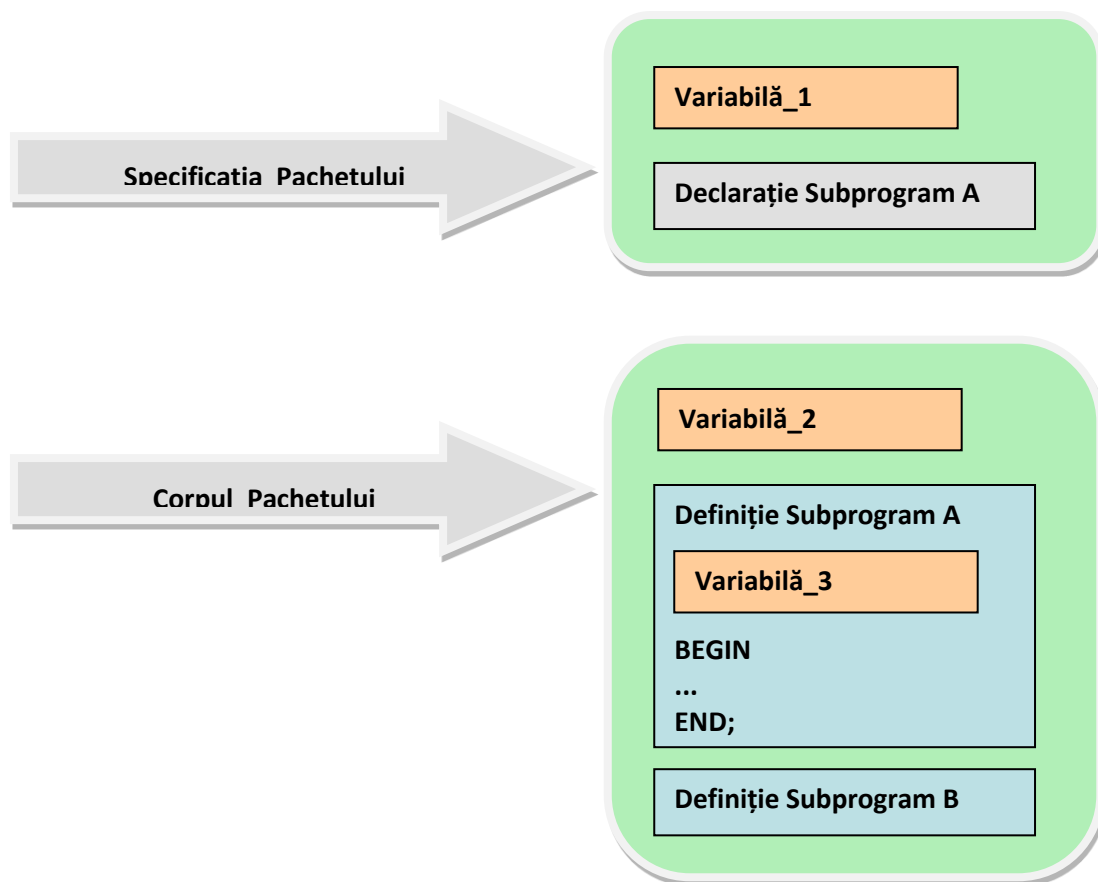 Variabilă_1
Specificatia Pachetului
Declarație Subprogram A
Variabilă_2
Corpul Pachetului
Definiție Subprogram A
Variabilă_3
BEGIN
...
END;
Definiție Subprogram B